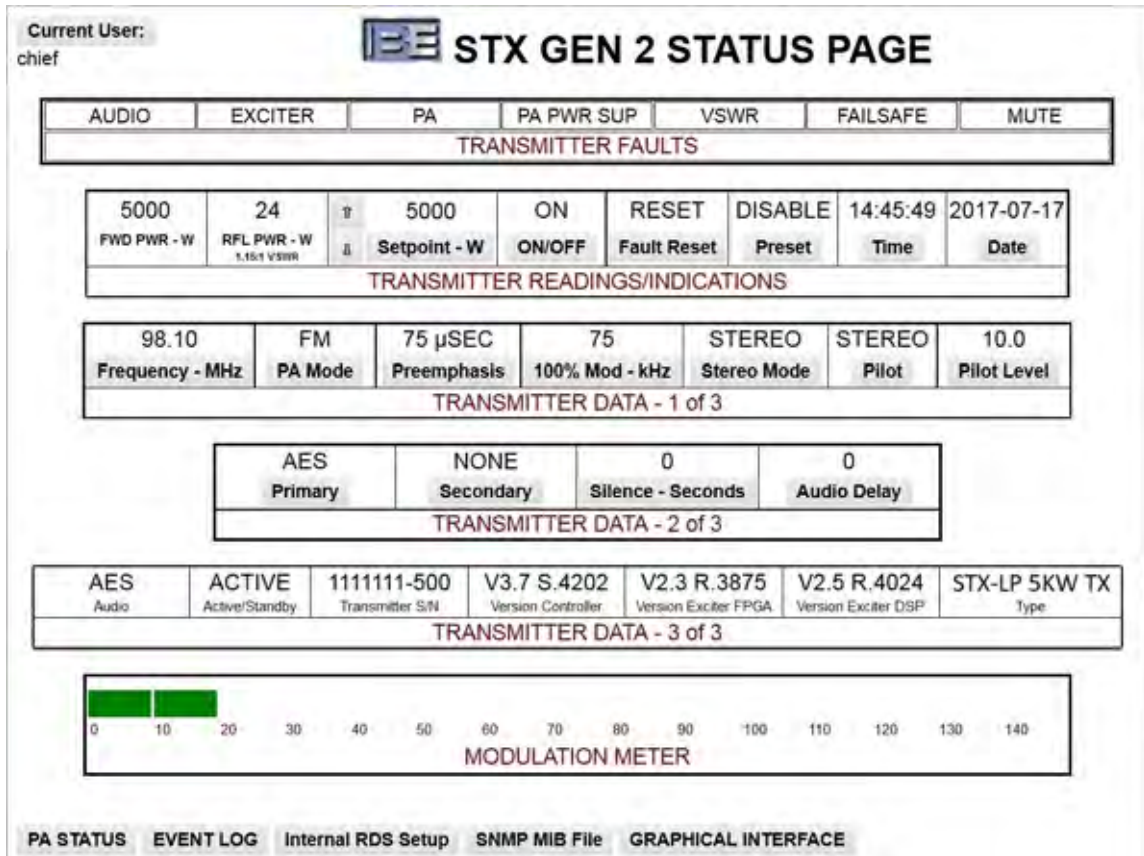 Current User:
chief
BE STX GEN 2 STATUS PAGE
AUDIO EXCITER PA PA PWR SUP VSWR FAILSAFE MUTE
TRANSMITTER FAULTS
5000 24 ⇑ 5000 ON RESET DISABLE 14:45:49 2017-07-17
FWD PWR - W RFL PWR - W ⇓ Setpoint - W ON/OFF Fault Reset Preset Time Date
1.15:1 VSWR
TRANSMITTER READINGS/INDICATIONS
98.10 FM 75 µSEC 75 STEREO STEREO 10.0
Frequency - MHz PA Mode Preemphasis 100% Mod - kHz Stereo Mode Pilot Pilot Level
TRANSMITTER DATA - 1 of 3
AES NONE 0 0
Primary Secondary Silence - Seconds Audio Delay
TRANSMITTER DATA - 2 of 3
AES ACTIVE 1111111-500 V3.7 S.4202 V2.3 R.3875 V2.5 R.4024 STX-LP 5KW TX
Audio Active/Standby Transmitter S/N Version Controller Version Exciter FPGA Version Exciter DSP Type
TRANSMITTER DATA - 3 of 3
0 10 20 30 40 50 60 70 80 90 100 110 120 130 140
MODULATION METER
PA STATUS EVENT LOG Internal RDS Setup SNMP MIB File GRAPHICAL INTERFACE